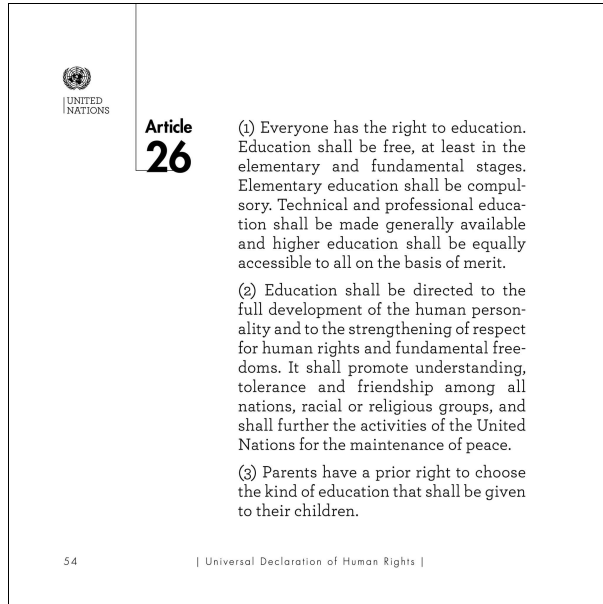 UNITED
NATIONS
Article
26
(1) Everyone has the right to education.
Education shall be free, at least in the
elementary and fundamental stages.
Elementary education shall be compul-
sory. Technical and professional educa-
tion shall be made generally available
and higher education shall be equally
accessible to all on the basis of merit.
(2) Education shall be directed to the
full development of the human person-
ality and to the strengthening of respect
for human rights and fundamental free-
doms. It shall promote understanding,
tolerance and friendship among all
nations, racial or religious groups, and
shall further the activities of the United
Nations for the maintenance of peace.
(3) Parents have a prior right to choose
the kind of education that shall be given
to their children.
54 | Universal Declaration of Human Rights |